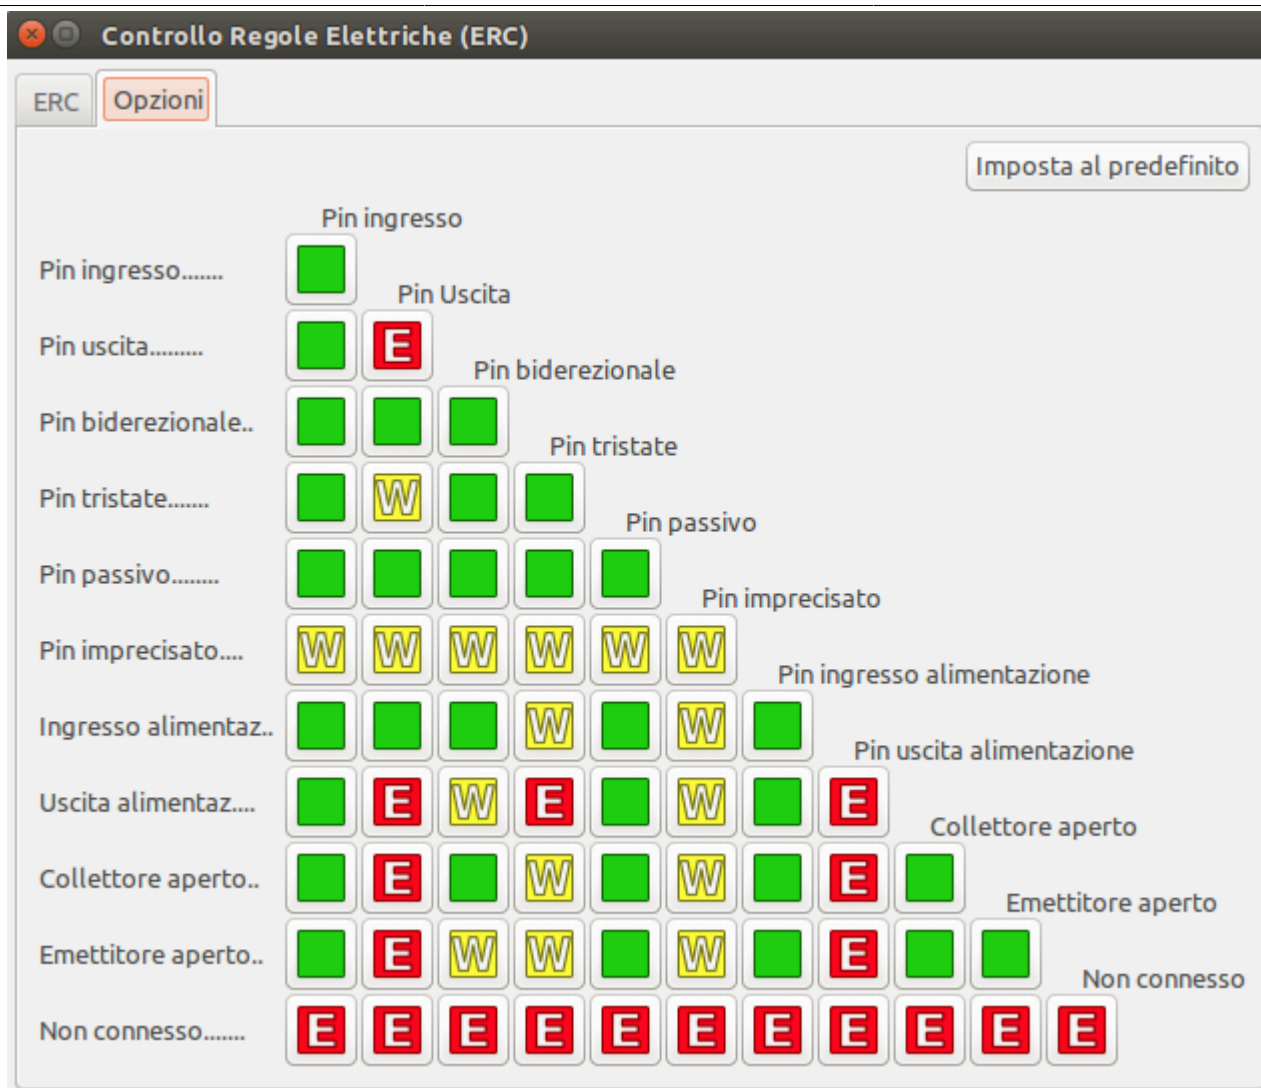 Controllo Regole Elettriche (ERC)
ERC Opzioni
Imposta al predefinito
Pin ingresso
Pin ingresso.......
Pin Uscita
Pin uscita.........
E
Pin biderezionale
Pin biderezionale..
Pin tristate
Pin tristate.......
W
Pin passivo
Pin passivo........
Pin imprecisato
Pin imprecisato....
W W W W W W
Pin ingresso alimentazione
Ingresso alimentaz..
W W
Pin uscita alimentazione
Uscita alimentaz....
E W E W E
Collettore aperto
Collettore aperto..
E W W E
Emettitore aperto
Emettitore aperto..
E W W W E
Non connesso
Non connesso.......
E E E E E E E E E E E